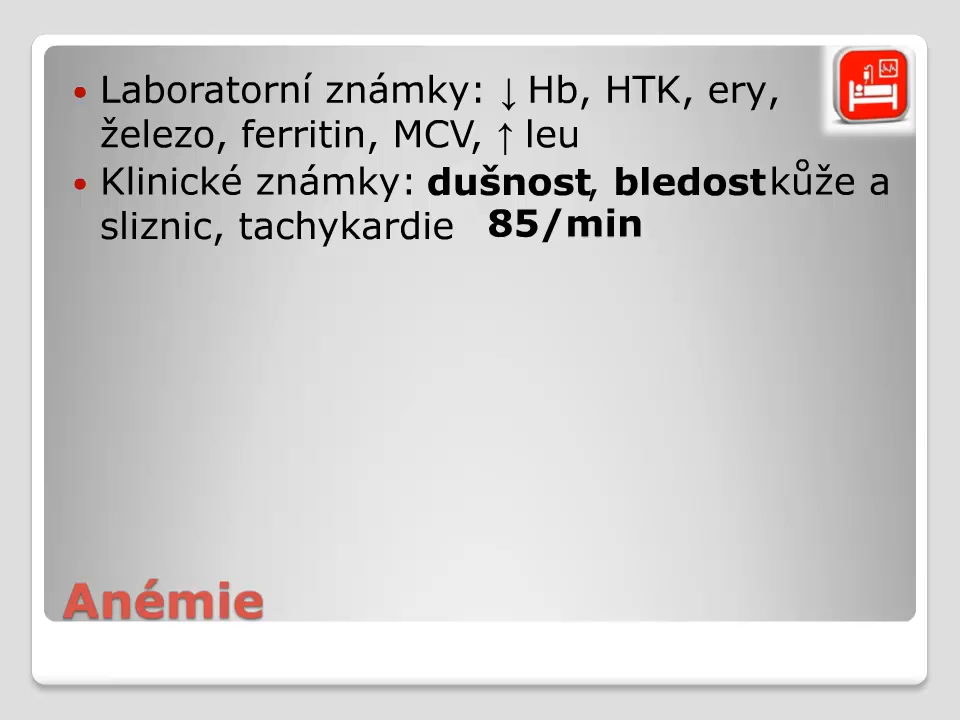 Laboratorní známky: ↓ Hb, HTK, ery,
železo, ferritin, MCV, ↑ leu
Klinické známky: dušnost, bledost kůže a
sliznic, tachykardie 85/min
Anémie